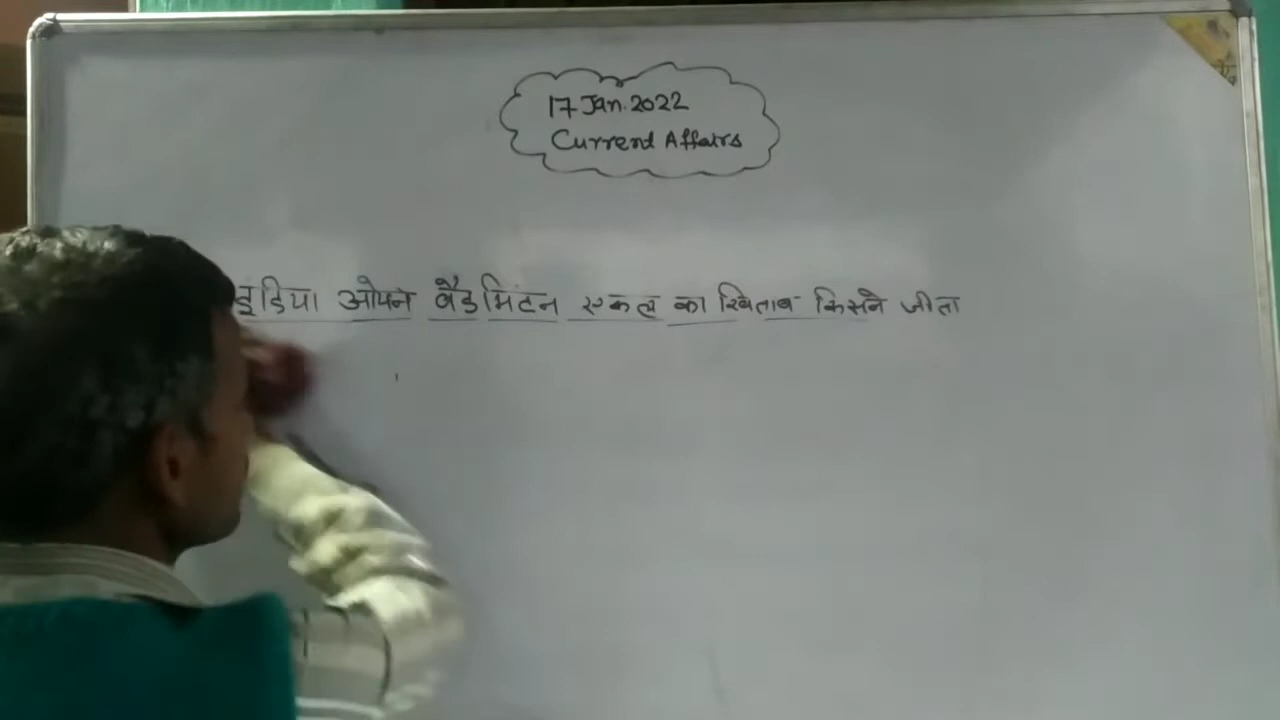 17 Jan. 2022
Current Affairs
इंडिया ओपन बैडमिंटन एकल का खिताब किसने जीता